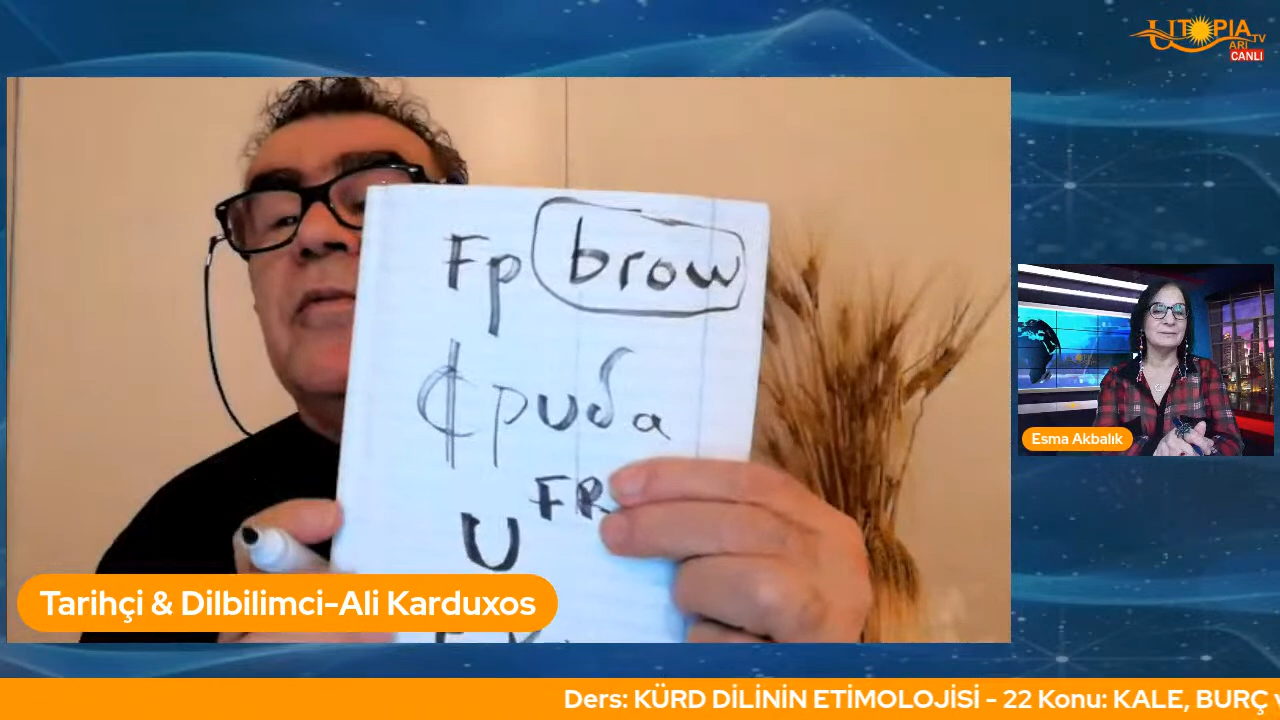 UTOPIA TV
ARİ
CANLI
Fp brow
фриба
FR
U
Esma Akbalık
Tarihçi & Dilbilimci-Ali Karduxos
Ders: KÜRD DİLİNİN ETİMOLOJİSİ - 22 Konu: KALE, BURÇ v